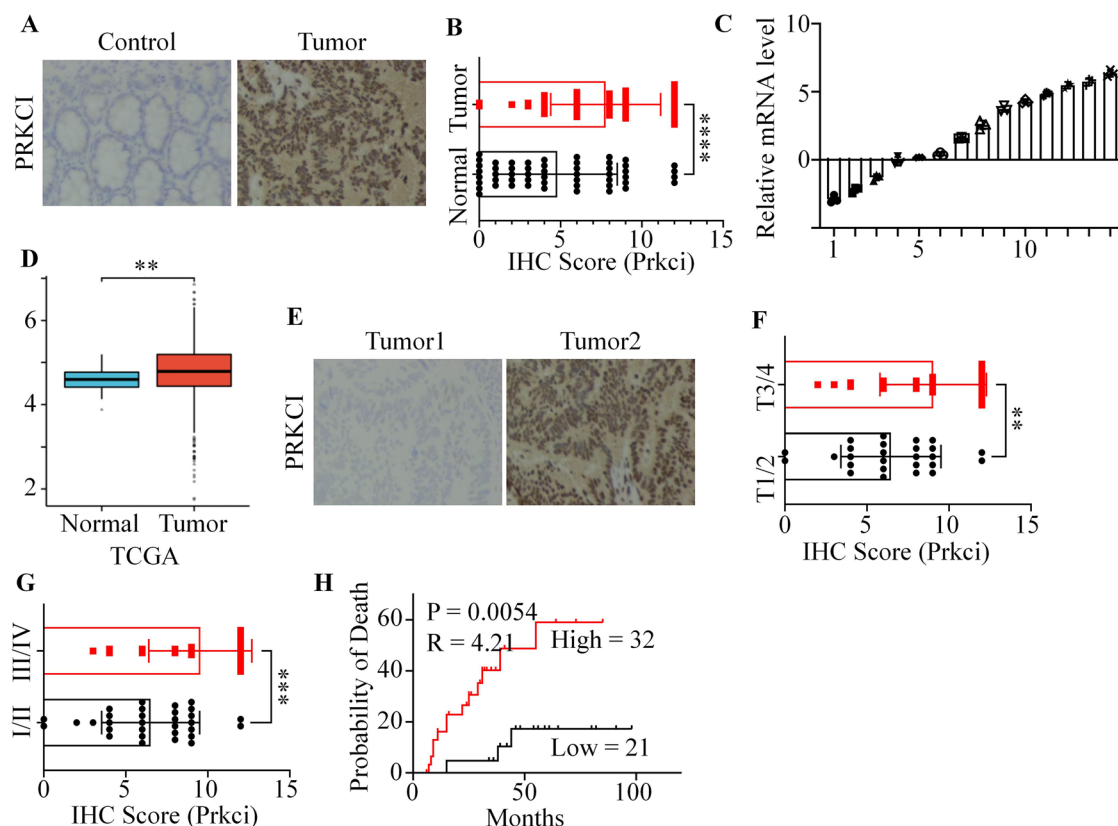 A
Control
Tumor
PRKCI
B
Tumor
Normal
****
0
5
10
15
IHC Score (Prkci)
C
Relative mRNA level
10
5
0
1
5
10
D
**
6
4
2
Normal
Tumor
TCGA
E
Tumor1
Tumor2
PRKCI
F
T3/4
T1/2
**
0
5
10
15
IHC Score (Prkci)
G
III/IV
I/II
***
0
5
10
15
IHC Score (Prkci)
H
Probability of Death
60
40
20
0
P = 0.0054
R = 4.21
High = 32
Low = 21
0
50
100
Months